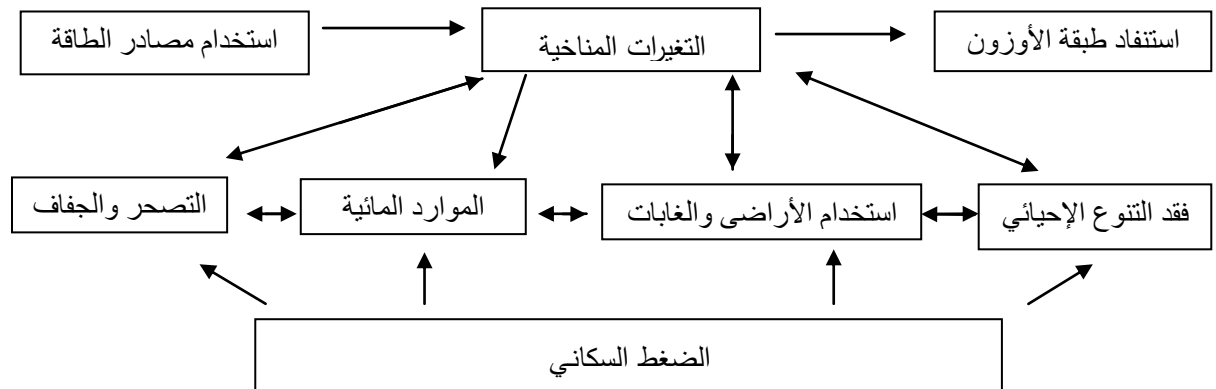 استخدام مصادر الطاقة
التغيرات المناخية
استنفاد طبقة الأوزون
التصحر والجفاف
الموارد المائية
استخدام الأراضى والغابات
فقد التنوع الإحيائي
الضغط السكاني